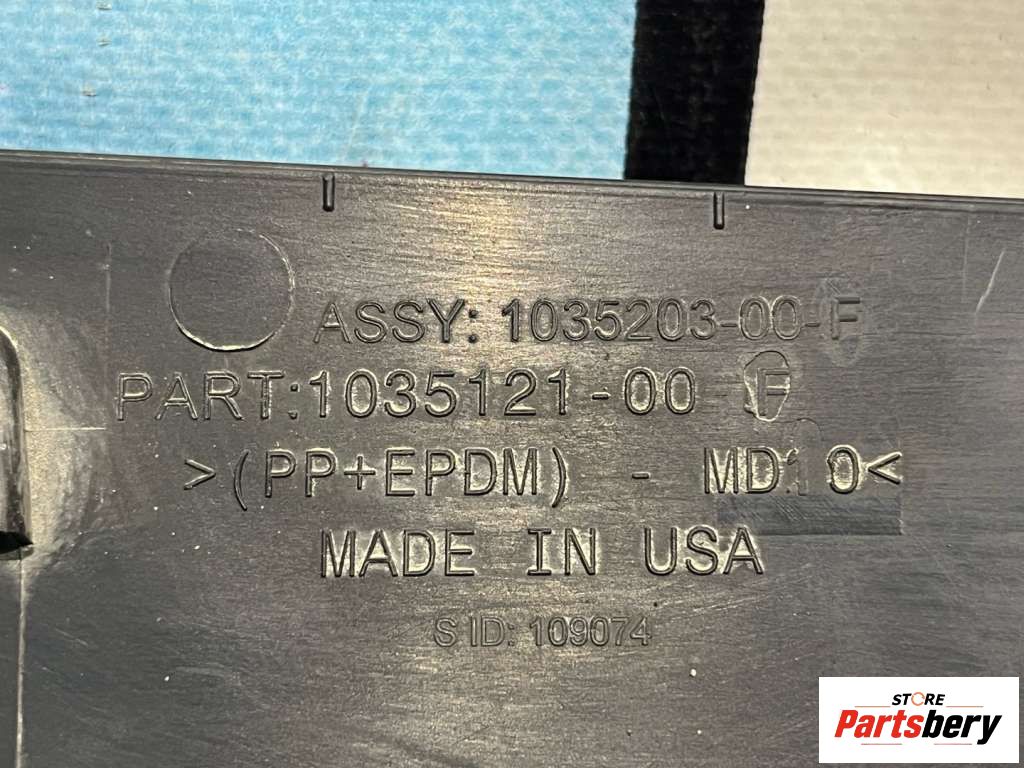 ASSY: 1035203-00-F
PART:1035121-00-F
>(PP+EPDM) - MD10<
MADE IN USA
S ID: 109074
STORE
Partsbery